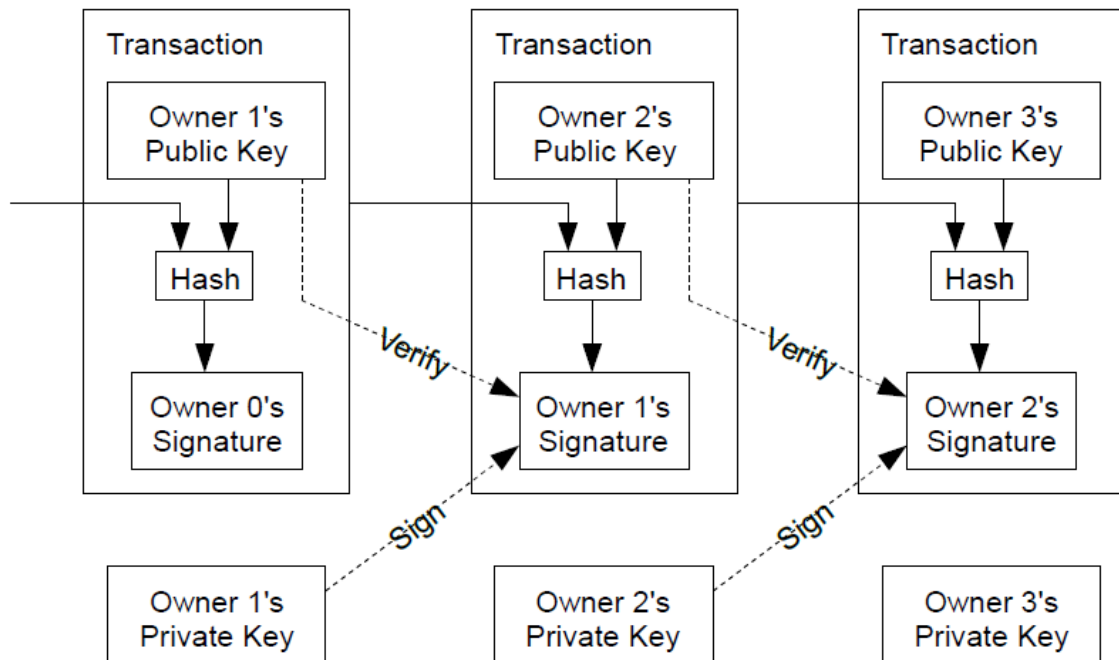 Transaction
Transaction
Transaction
Owner 1's
Public Key
Owner 2's
Public Key
Owner 3's
Public Key
Hash
Hash
Hash
Verify
Verify
Owner 0's
Signature
Owner 1's
Signature
Owner 2's
Signature
Sign
Sign
Owner 1's
Private Key
Owner 2's
Private Key
Owner 3's
Private Key